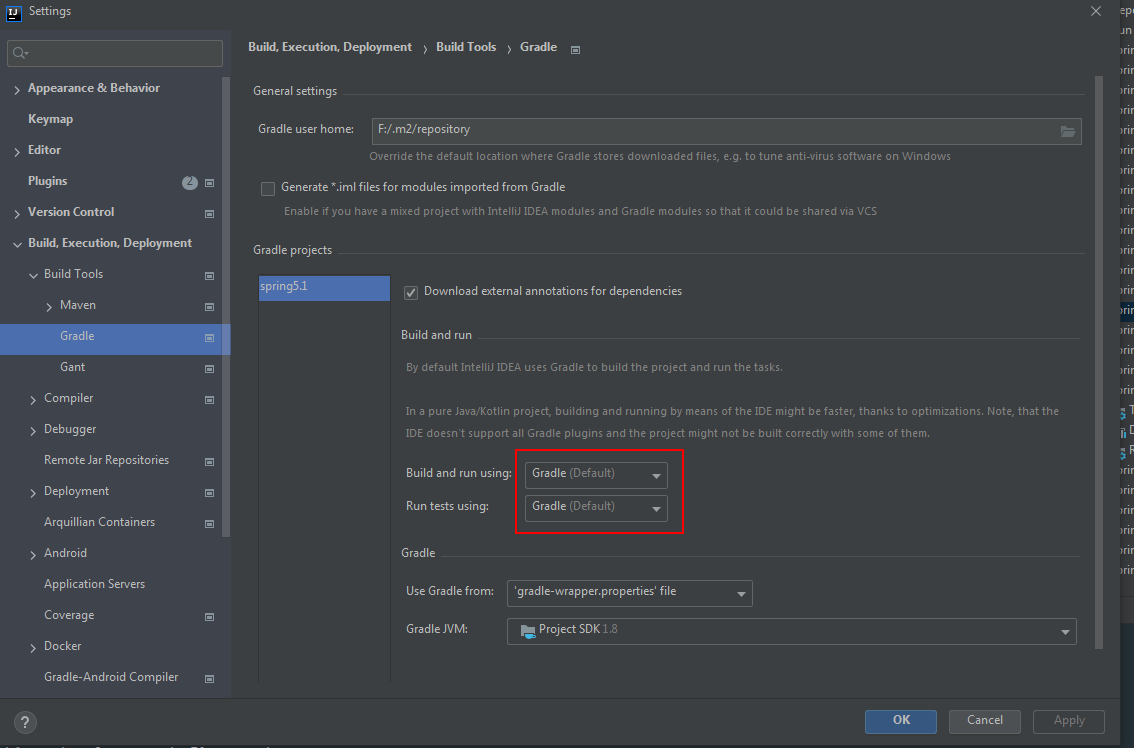 Settings
Appearance & Behavior
Keymap
Editor
Plugins 2
Version Control
Build, Execution, Deployment
Build Tools
Maven
Gradle
Gant
Compiler
Debugger
Remote Jar Repositories
Deployment
Arquillian Containers
Android
Application Servers
Coverage
Docker
Gradle-Android Compiler
Build, Execution, Deployment › Build Tools › Gradle
General settings
Gradle user home: F:/.m2/repository
Override the default location where Gradle stores downloaded files, e.g. to tune anti-virus software on Windows
Generate *.iml files for modules imported from Gradle
Enable if you have a mixed project with IntelliJ IDEA modules and Gradle modules so that it could be shared via VCS
Gradle projects
spring5.1
Download external annotations for dependencies
Build and run
By default IntelliJ IDEA uses Gradle to build the project and run the tasks.
In a pure Java/Kotlin project, building and running by means of the IDE might be faster, thanks to optimizations. Note, that the
IDE doesn't support all Gradle plugins and the project might not be built correctly with some of them.
Build and run using: Gradle (Default)
Run tests using: Gradle (Default)
Gradle
Use Gradle from: 'gradle-wrapper.properties' file
Gradle JVM: Project SDK 1.8
? OK Cancel Apply